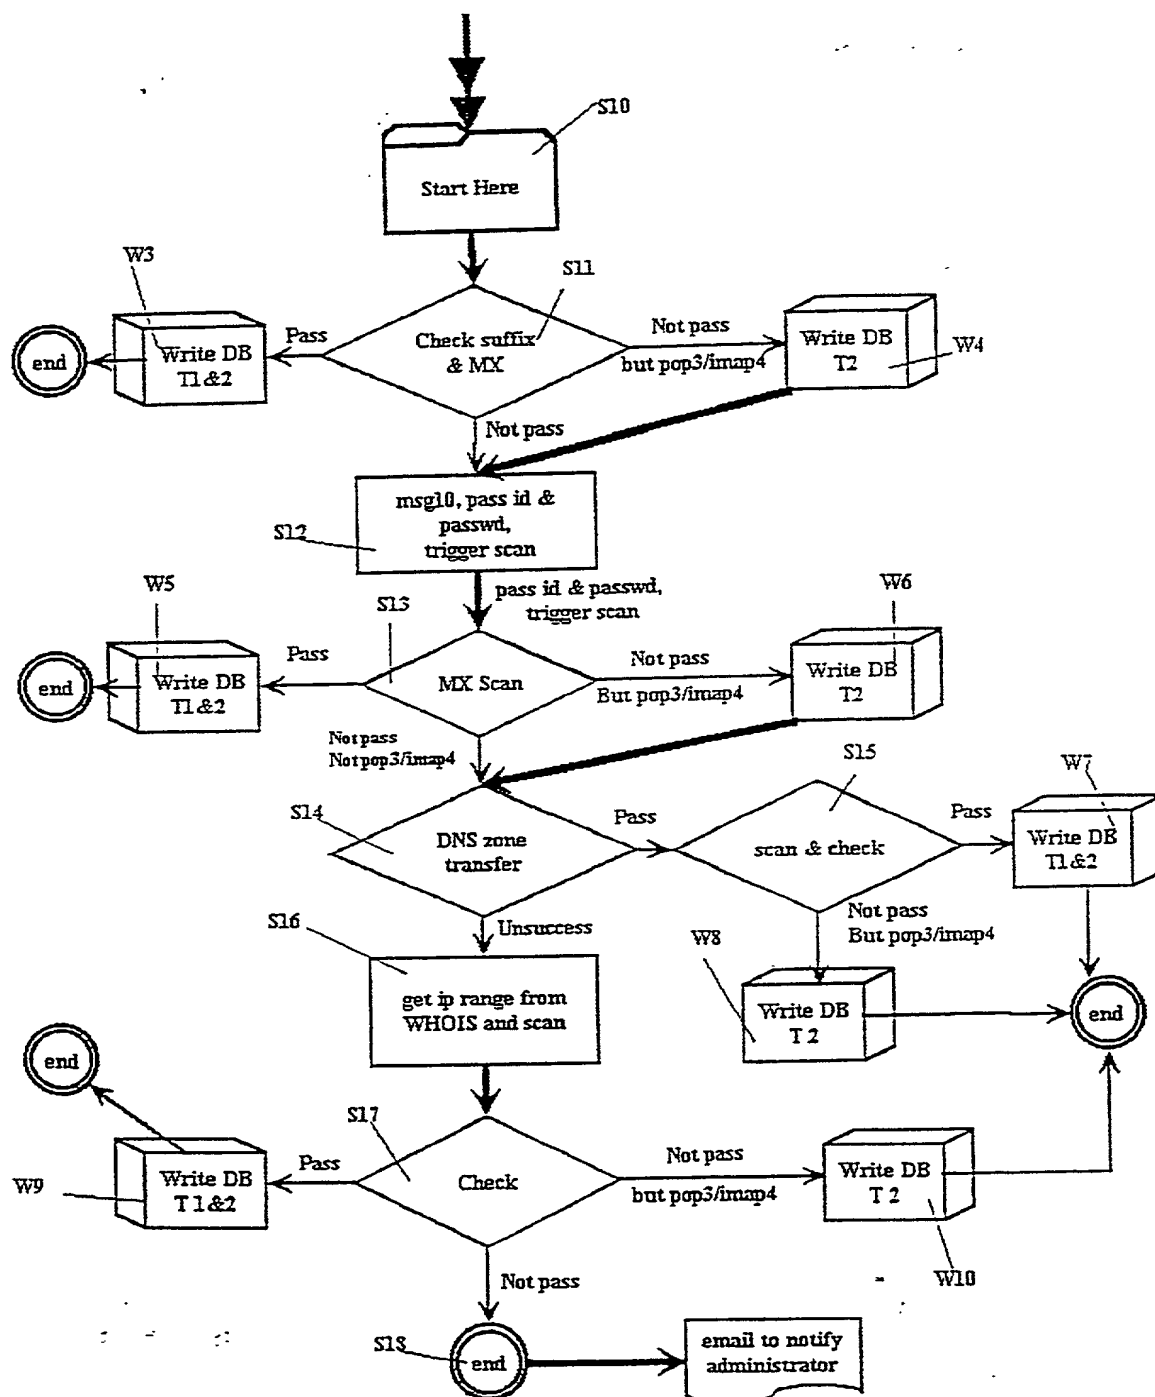 S10
Start Here
W3
S11
Pass
Check suffix
& MX
Not pass
but pop3/imap4
Write DB
T1&2
end
Write DB
T2
W4
Not pass
msg10, pass id &
passwd,
trigger scan
S12
pass id & passwd,
trigger scan
W5
S13
W6
Pass
MX Scan
Not pass
But pop3/imap4
end
Write DB
T1&2
Write DB
T2
Not pass
Not pop3/imap4
S15
W7
S14
DNS zone
transfer
Pass
scan & check
Pass
Write DB
T1&2
S16
Unsuccess
Not pass
But pop3/imap4
W8
get ip range from
WHOIS and scan
Write DB
T 2
end
end
S17
Pass
Check
Not pass
but pop3/imap4
Write DB
T 1&2
W9
Write DB
T 2
W10
Not pass
S18
end
email to notify
administrator